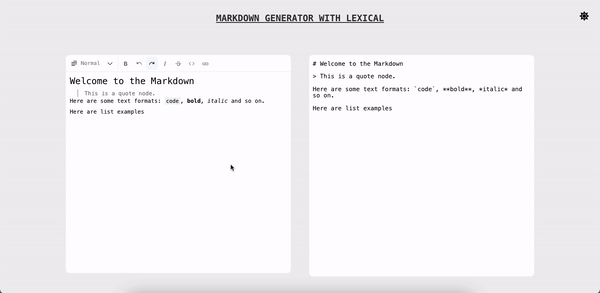 MARKDOWN GENERATOR WITH LEXICAL
Normal
B
I
S
<>
Welcome to the Markdown
This is a quote node.
Here are some text formats: code, bold, italic and so on.
Here are list examples
# Welcome to the Markdown
> This is a quote node.
Here are some text formats: `code`, **bold**, *italic* and
so on.
Here are list examples